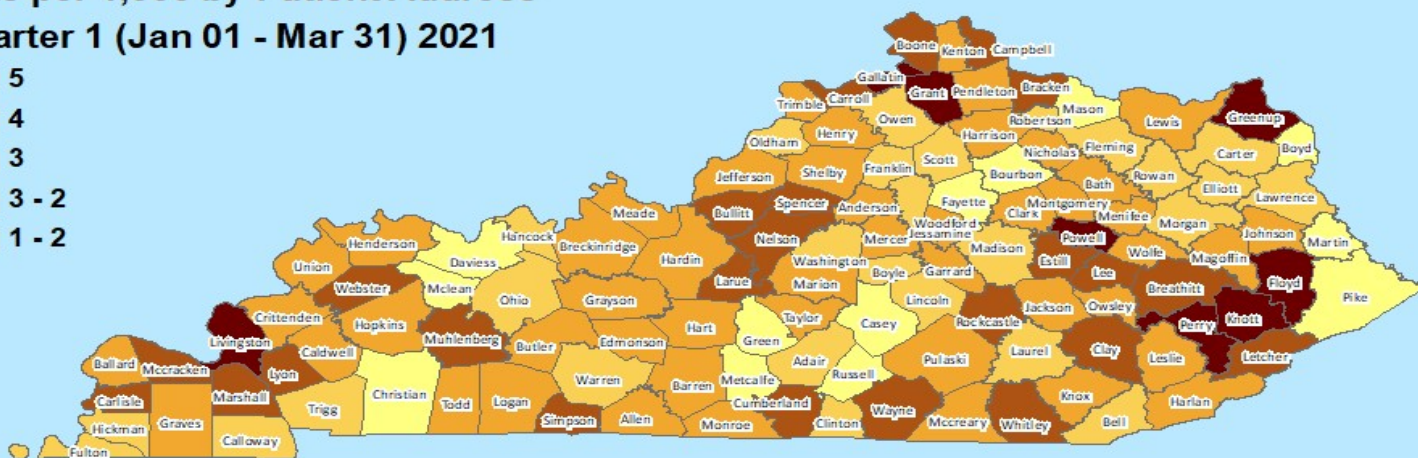 per 1,000 by Patient Address
arter 1 (Jan 01 - Mar 31) 2021
5
4
3
3 - 2
1 - 2
Boone Kenton Campbell
Gallatin Grant Pendleton Bracken
Trimble Carroll Owen Robertson Mason Lewis Greenup
Oldham Henry Harrison Fleming Carter Boyd
Jefferson Shelby Franklin Scott Bourbon Nicholas Bath Rowan Elliott Lawrence
Meade Bullitt Spencer Anderson Woodford Fayette Clark Montgomery Menifee Morgan Johnson Martin
Henderson Hancock Breckinridge Nelson Mercer Jessamine Madison Powell Wolfe Magoffin
Union Daviess Hardin Washington Boyle Garrard Estill Lee Breathitt Floyd Pike
Webster Mclean Ohio Grayson Larue Marion Lincoln Rockcastle Jackson Owsley Perry Knott
Crittenden Hopkins Muhlenberg Butler Edmonson Hart Taylor Casey Pulaski Laurel Clay Leslie Letcher
Livingston Caldwell Warren Green Adair Russell Knox Harlan
Ballard Mccracken Lyon Christian Barren Metcalfe Cumberland Wayne Whitley Bell
Carlisle Marshall Trigg Todd Logan Simpson Allen Monroe Clinton Mccreary
Hickman Graves Calloway
Fulton